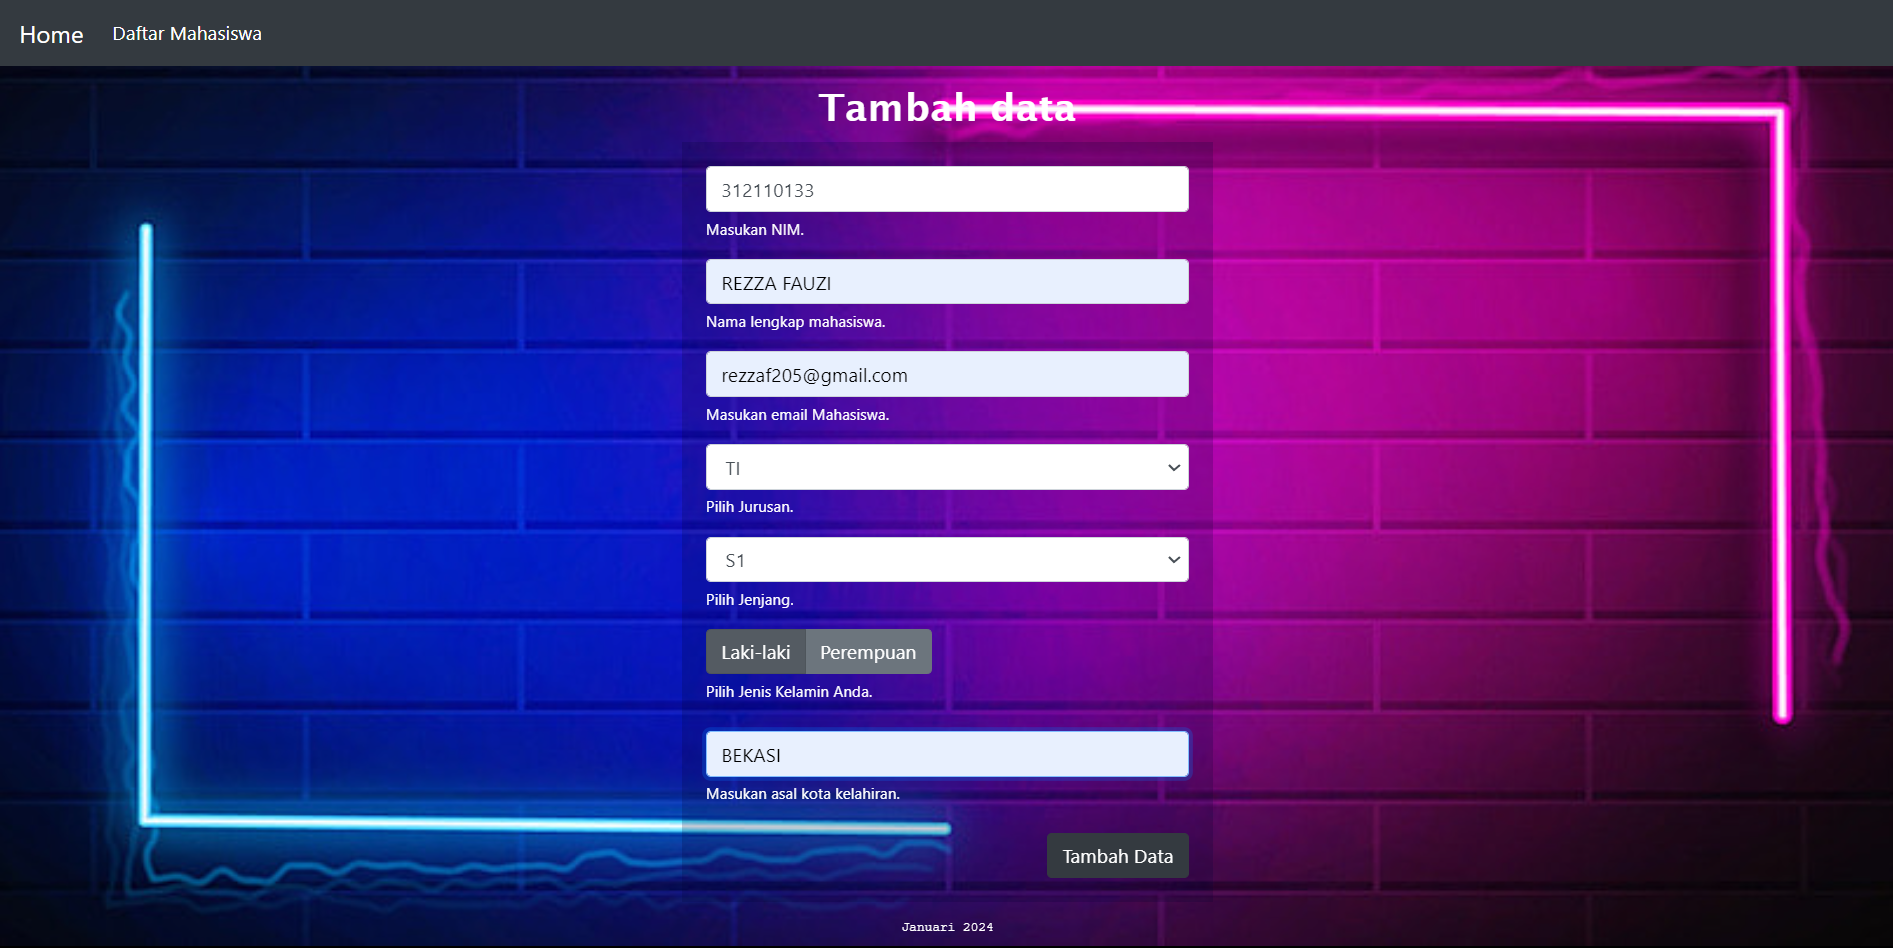 Home Daftar Mahasiswa
Tambah data
312110133
Masukan NIM.
REZZA FAUZI
Nama lengkap mahasiswa.
rezzaf205@gmail.com
Masukan email Mahasiswa.
TI
Pilih Jurusan.
S1
Pilih Jenjang.
Laki-laki Perempuan
Pilih Jenis Kelamin Anda.
BEKASI
Masukan asal kota kelahiran.
Tambah Data
Januari 2024